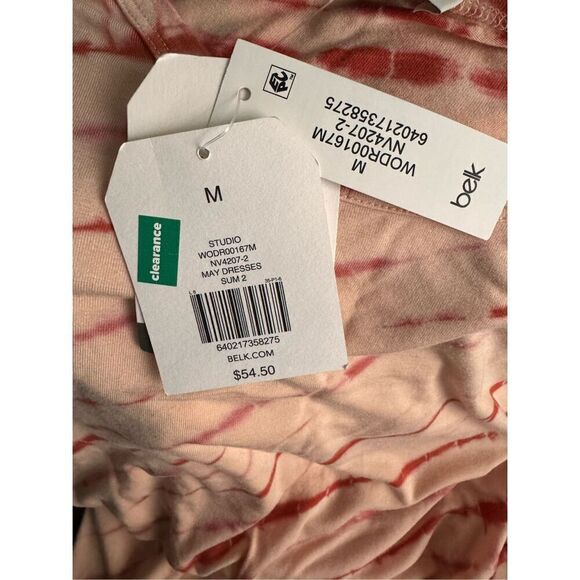 M
clearance
STUDIO
WODR00167M
NV4207-2
MAY DRESSES
SUM 2
640217358275
BELK.COM
$54.50
M
WODR00167M
NV4207-2
640217358275
belk